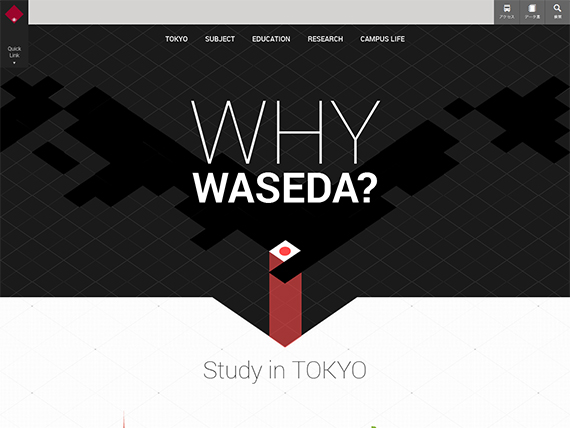 Quick
Link
アクセス
データ集
検索
TOKYO SUBJECT EDUCATION RESEARCH CAMPUS LIFE
WHY
WASEDA?
Study in TOKYO